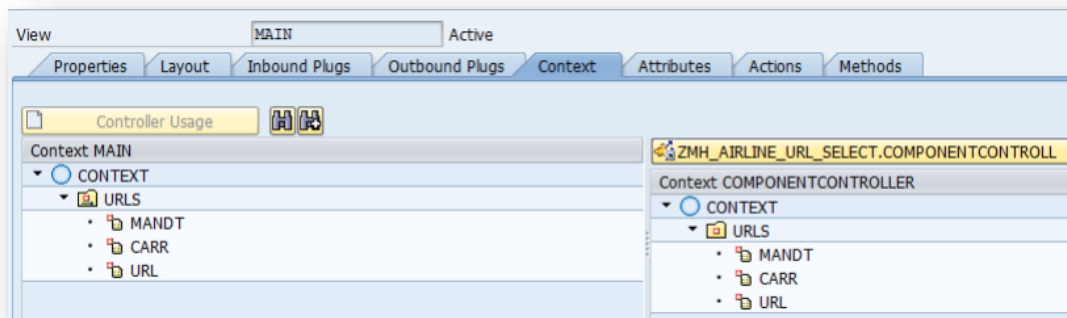 View MAIN Active
Properties Layout Inbound Plugs Outbound Plugs Context Attributes Actions Methods
Controller Usage
Context MAIN
CONTEXT
URLS
MANDT
CARR
URL
ZMH_AIRLINE_URL_SELECT.COMPONENTCONTROLL
Context COMPONENTCONTROLLER
CONTEXT
URLS
MANDT
CARR
URL